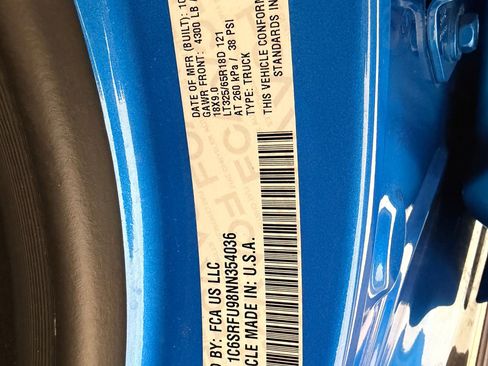 DATE OF MFR (BUILT): 10
GAWR FRONT: 4300 LB
18X9.0
LT325/65R18D 121
AT 260 kPa / 38 PSI
TYPE: TRUCK
THIS VEHICLE CONFORM
STANDARDS IN
D BY: FCA US LLC
1C6SRFU98NN354036
CLE MADE IN: U.S.A.